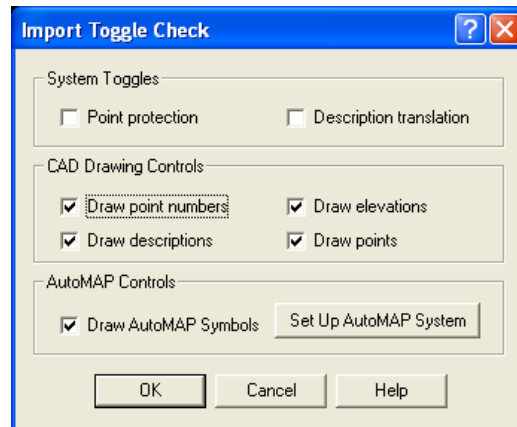 Import Toggle Check
System Toggles
Point protection Description translation
CAD Drawing Controls
Draw point numbers Draw elevations
Draw descriptions Draw points
AutoMAP Controls
Draw AutoMAP Symbols Set Up AutoMAP System
OK Cancel Help